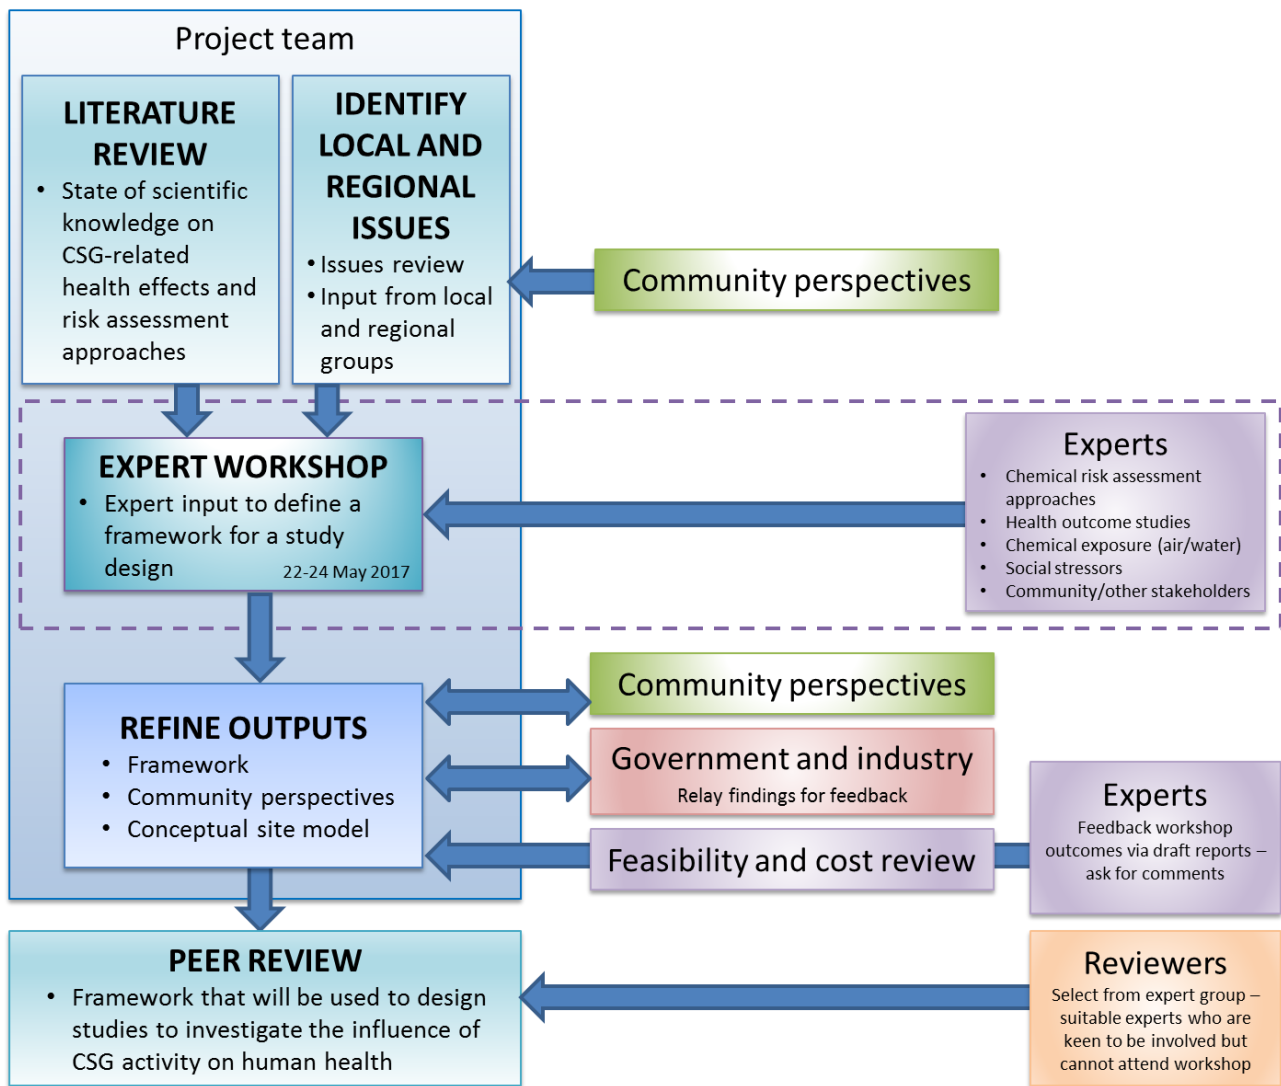 Project team
LITERATURE
REVIEW
• State of scientific
knowledge on
CSG-related
health effects and
risk assessment
approaches
IDENTIFY
LOCAL AND
REGIONAL
ISSUES
• Issues review
• Input from local
and regional
groups
Community perspectives
EXPERT WORKSHOP
• Expert input to define a
framework for a study
design
22-24 May 2017
Experts
• Chemical risk assessment
approaches
• Health outcome studies
• Chemical exposure (air/water)
• Social stressors
• Community/other stakeholders
REFINE OUTPUTS
• Framework
• Community perspectives
• Conceptual site model
Community perspectives
Government and industry
Relay findings for feedback
Feasibility and cost review
Experts
Feedback workshop
outcomes via draft reports –
ask for comments
PEER REVIEW
• Framework that will be used to design
studies to investigate the influence of
CSG activity on human health
Reviewers
Select from expert group –
suitable experts who are
keen to be involved but
cannot attend workshop